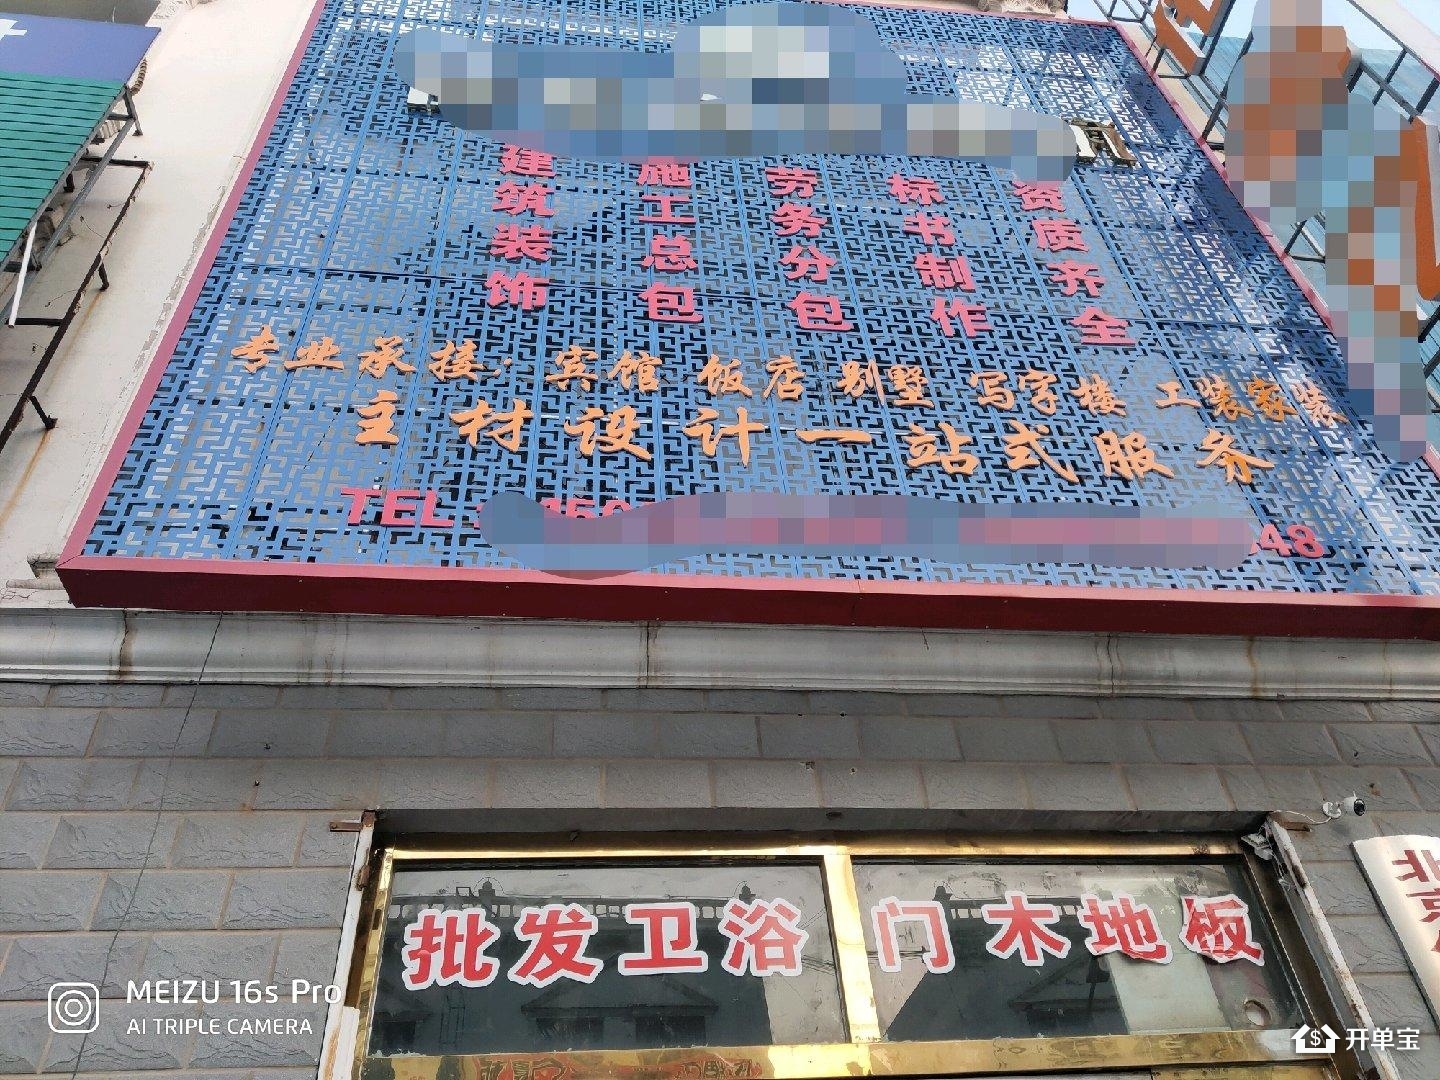 建筑装饰
施工总包
劳务分包
标书制作
资质齐全
专业承接：宾馆 饭店 别墅 写字楼 工装家装
主材设计一站式服务
TEL
48
批发卫浴 门木地板
北京
MEIZU 16s Pro
AI TRIPLE CAMERA
开单宝